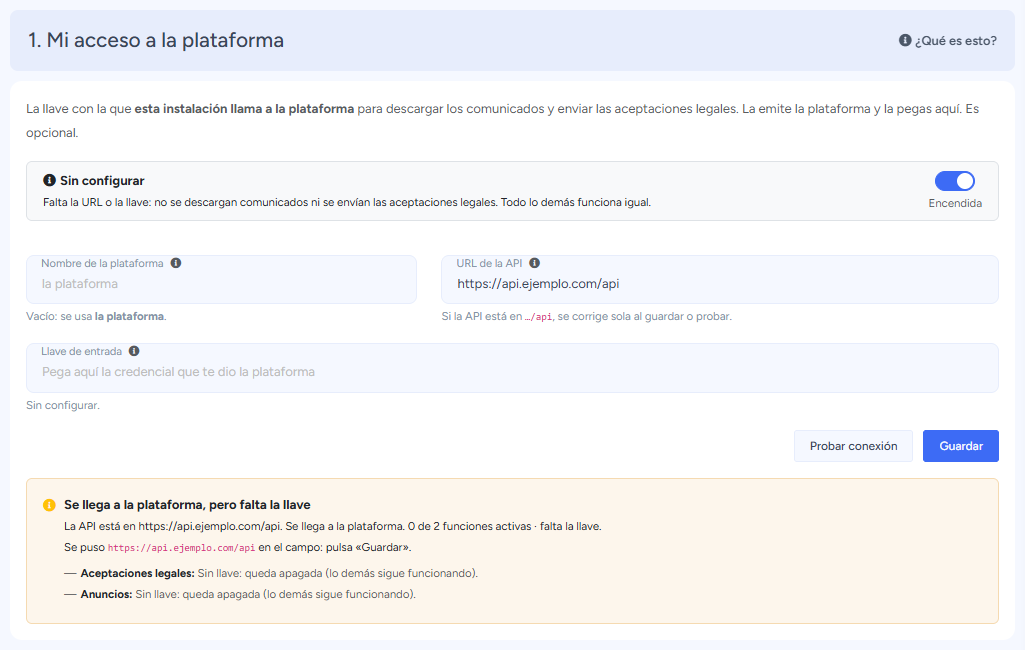 1. Mi acceso a la plataforma
¿Qué es esto?
La llave con la que esta instalación llama a la plataforma para descargar los comunicados y enviar las aceptaciones legales. La emite la plataforma y la pegas aquí. Es
opcional.
Sin configurar
Falta la URL o la llave: no se descargan comunicados ni se envían las aceptaciones legales. Todo lo demás funciona igual.
Encendida
Nombre de la plataforma
la plataforma
Vacío: se usa la plataforma.
URL de la API
https://api.ejemplo.com/api
Si la API está en …/api, se corrige sola al guardar o probar.
Llave de entrada
Pega aquí la credencial que te dio la plataforma
Sin configurar.
Probar conexión
Guardar
Se llega a la plataforma, pero falta la llave
La API está en https://api.ejemplo.com/api. Se llega a la plataforma. 0 de 2 funciones activas · falta la llave.
Se puso https://api.ejemplo.com/api en el campo: pulsa «Guardar».
— Aceptaciones legales: Sin llave: queda apagada (lo demás sigue funcionando).
— Anuncios: Sin llave: queda apagada (lo demás sigue funcionando).